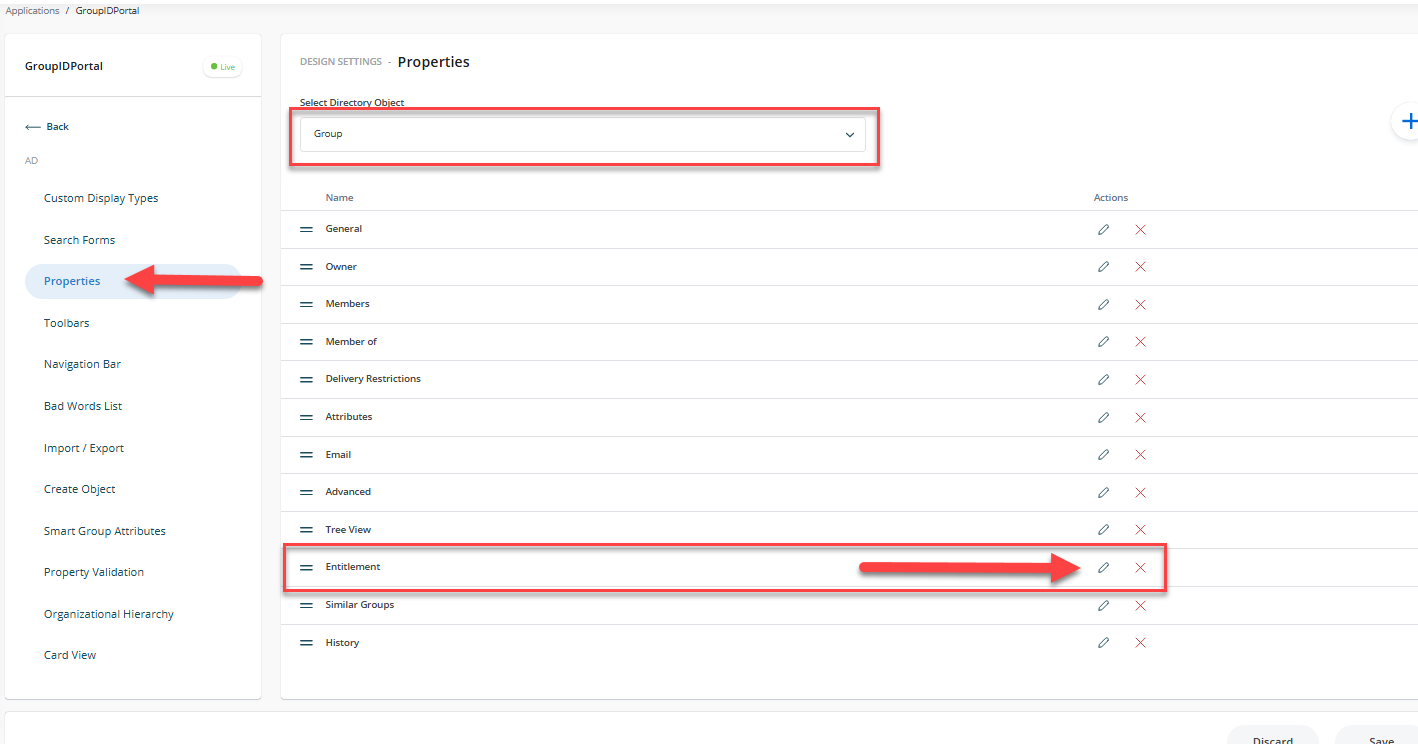 Applications / GroupIDPortal
GroupIDPortal
Live
Back
AD
Custom Display Types
Search Forms
Properties
Toolbars
Navigation Bar
Bad Words List
Import / Export
Create Object
Smart Group Attributes
Property Validation
Organizational Hierarchy
Card View
DESIGN SETTINGS - Properties
Select Directory Object
Group
Name Actions
General
Owner
Members
Member of
Delivery Restrictions
Attributes
Email
Advanced
Tree View
Entitlement
Similar Groups
History
Discard Save